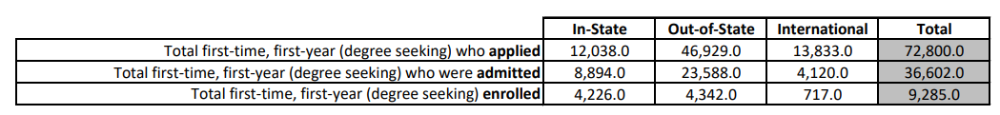 In-State Out-of-State International Total
Total first-time, first-year (degree seeking) who applied 12,038.0 46,929.0 13,833.0 72,800.0
Total first-time, first-year (degree seeking) who were admitted 8,894.0 23,588.0 4,120.0 36,602.0
Total first-time, first-year (degree seeking) enrolled 4,226.0 4,342.0 717.0 9,285.0